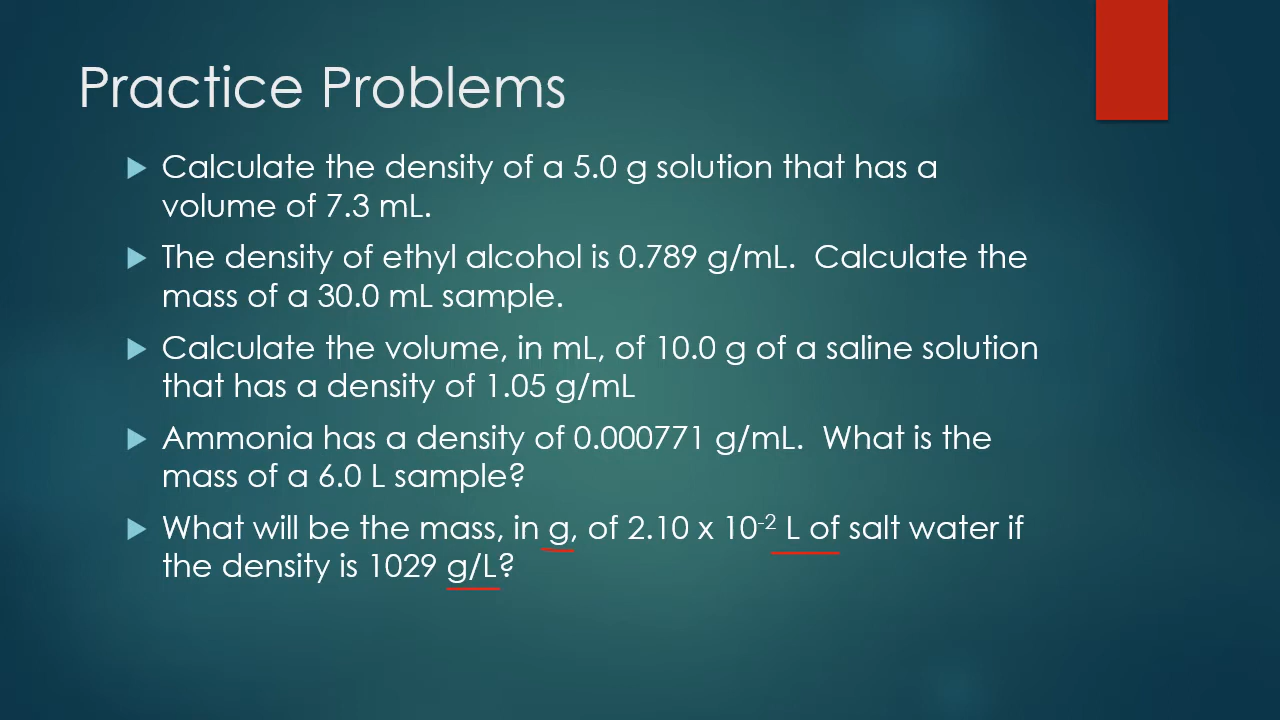 Practice Problems
Calculate the density of a 5.0 g solution that has a
volume of 7.3 mL.
The density of ethyl alcohol is 0.789 g/mL.  Calculate the
mass of a 30.0 mL sample.
Calculate the volume, in mL, of 10.0 g of a saline solution
that has a density of 1.05 g/mL
Ammonia has a density of 0.000771 g/mL.  What is the
mass of a 6.0 L sample?
What will be the mass, in g, of 2.10 x 10⁻² L of salt water if
the density is 1029 g/L?